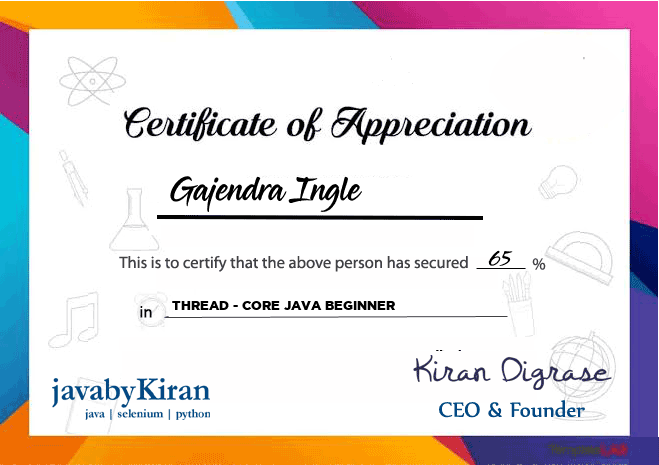 Certificate of Appreciation
Gajendra Ingle
This is to certify that the above person has secured 65 %
in THREAD - CORE JAVA BEGINNER
Kiran Digrase
javabyKiran
CEO & Founder
java | selenium | python